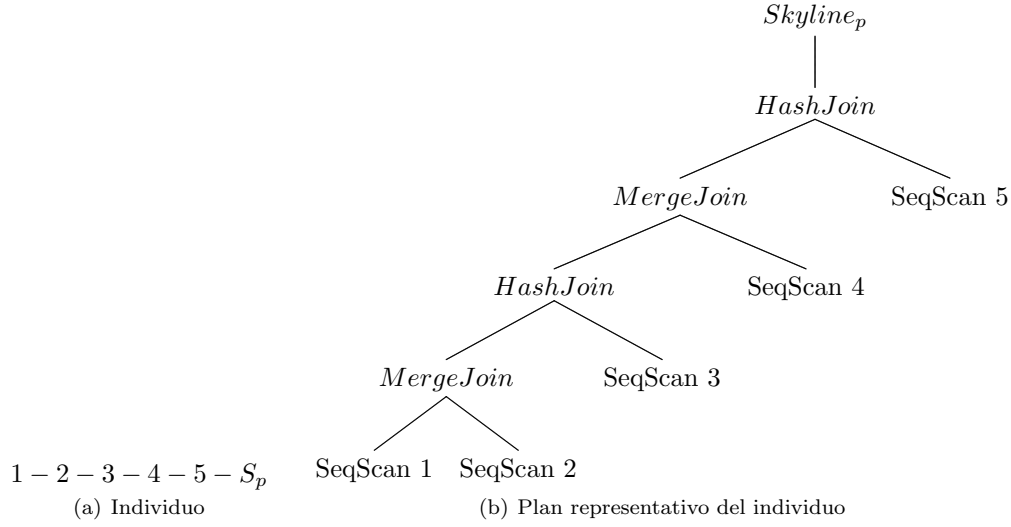 Skyline_p
HashJoin
MergeJoin
SeqScan 5
HashJoin
SeqScan 4
MergeJoin
SeqScan 3
1 − 2 − 3 − 4 − 5 − S_p
SeqScan 1
SeqScan 2
(a) Individuo
(b) Plan representativo del individuo